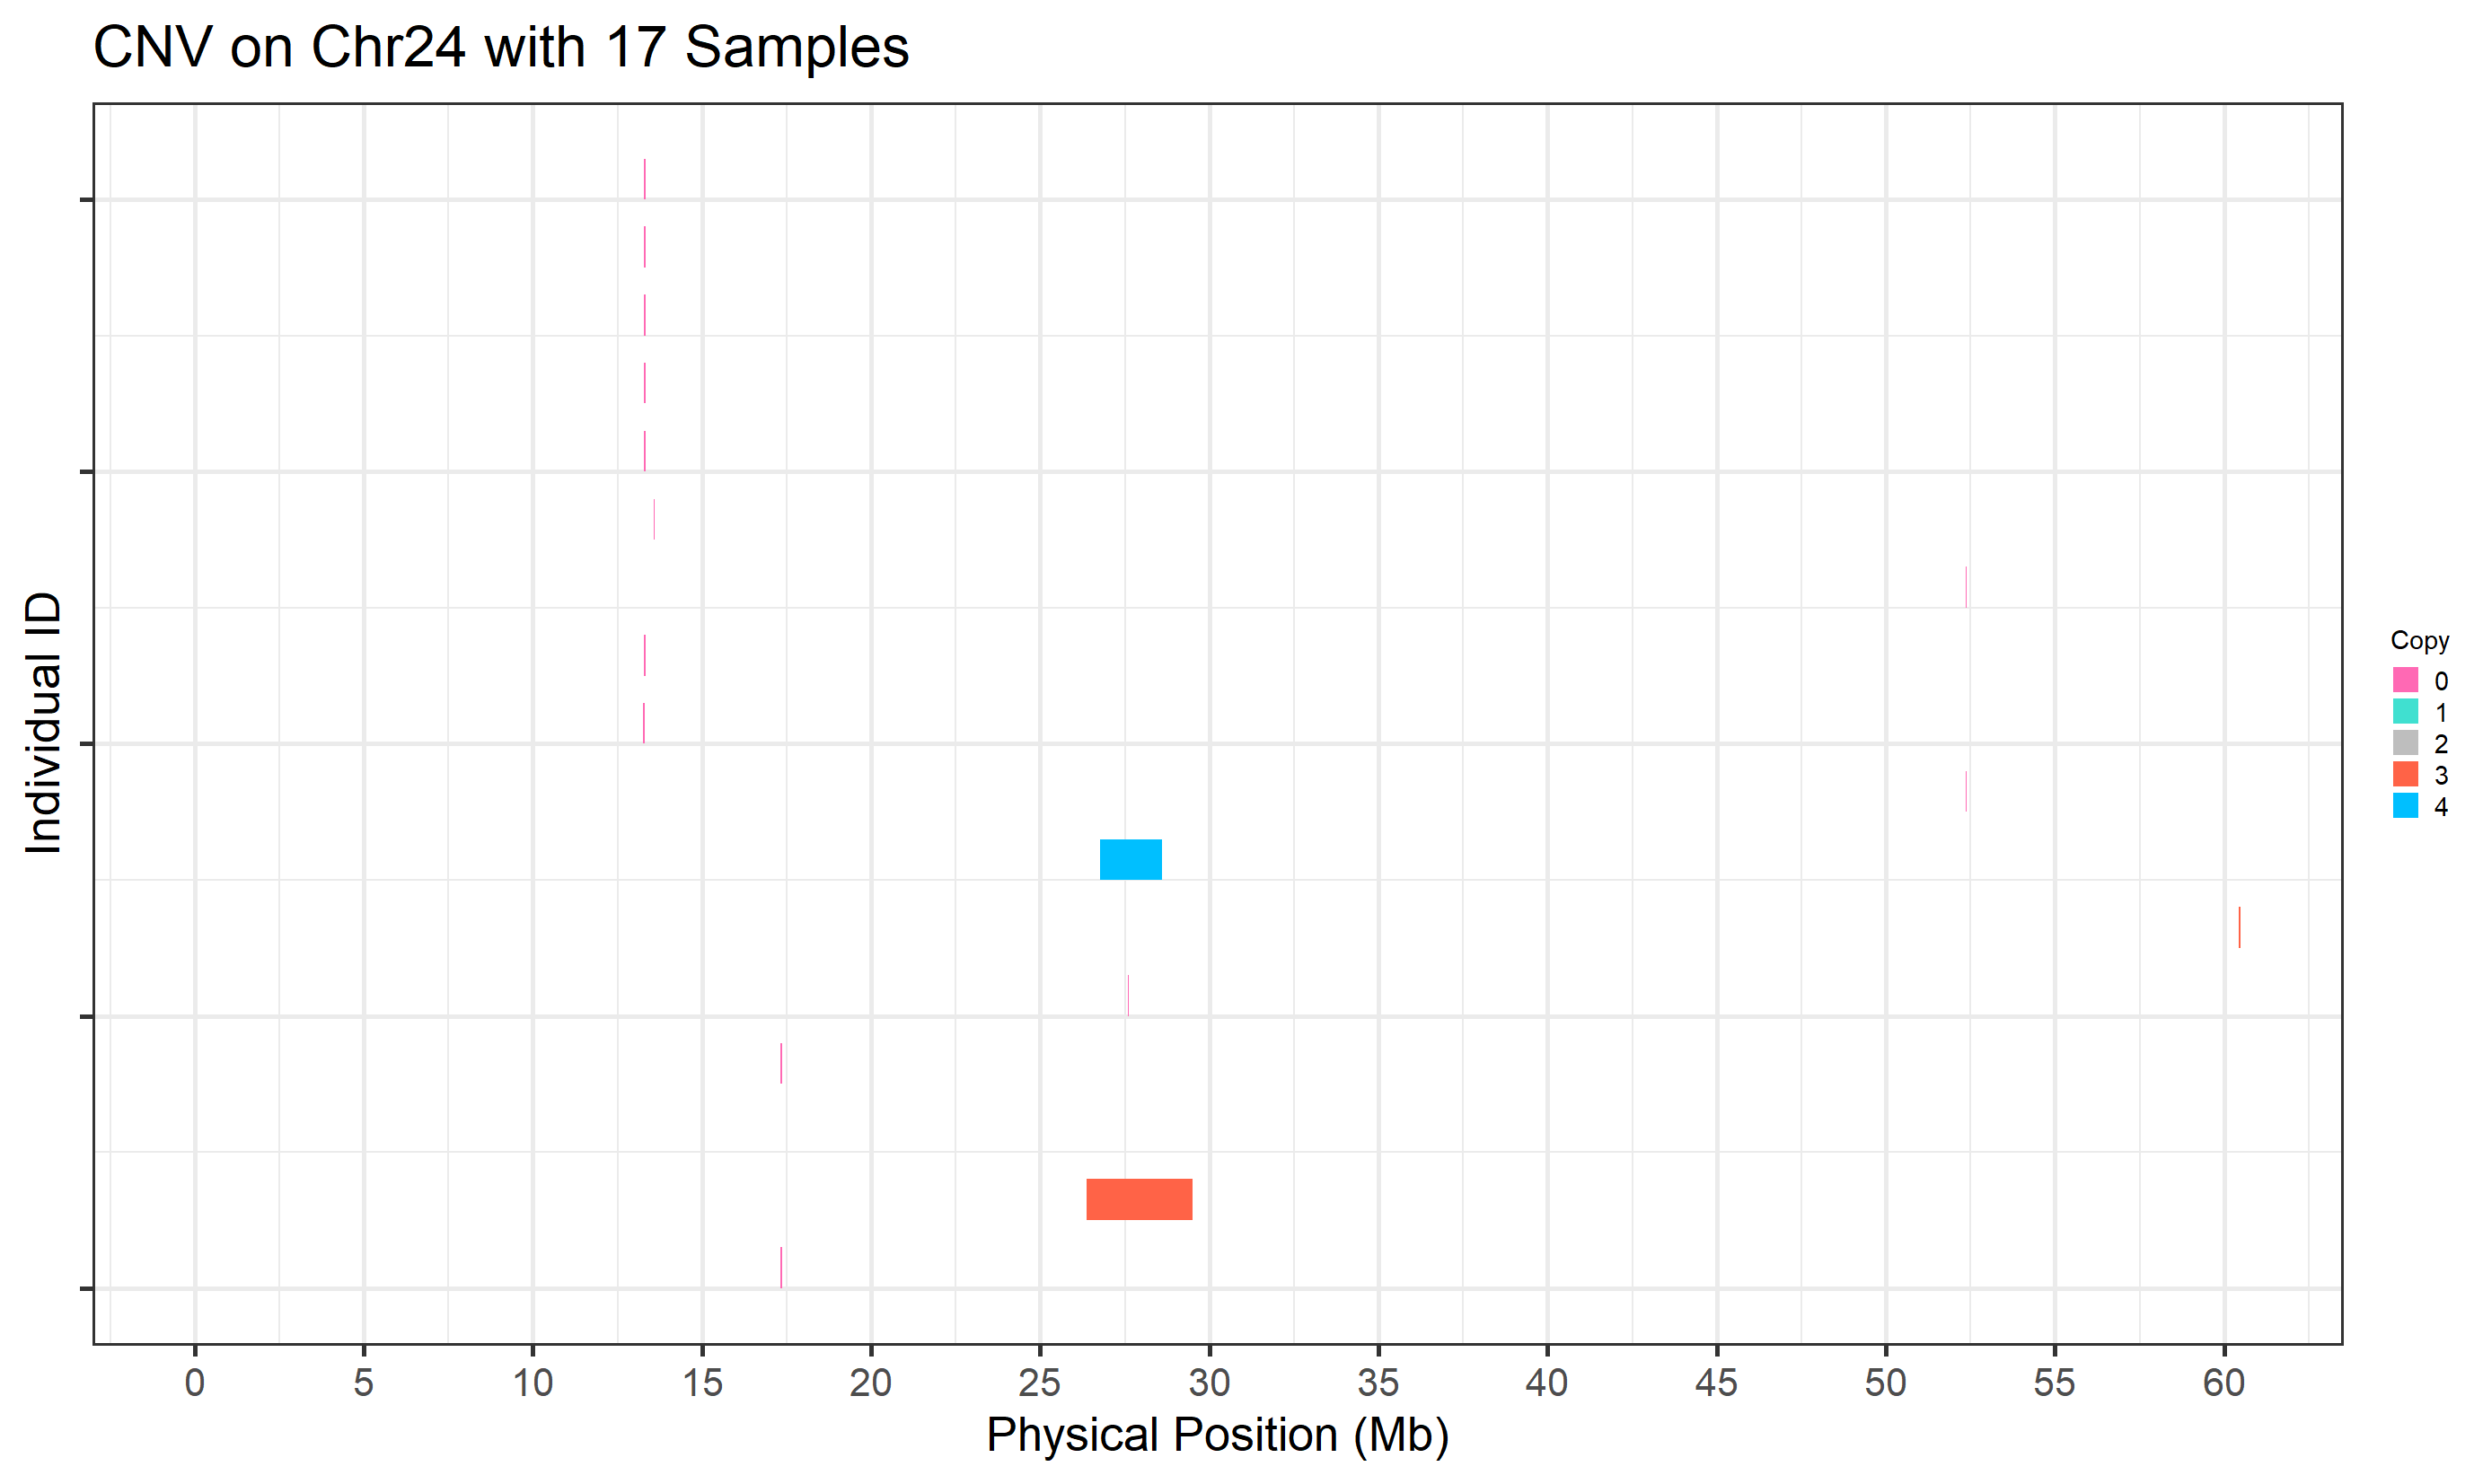 CNV on Chr24 with 17 Samples
Individual ID
Copy
0
1
2
3
4
0 5 10 15 20 25 30 35 40 45 50 55 60
Physical Position (Mb)